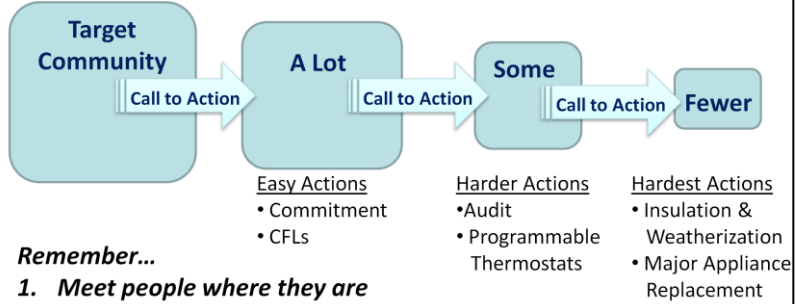 Target
Community
Call to Action
A Lot
Call to Action
Some
Call to Action
Fewer
Easy Actions
• Commitment
• CFLs
Harder Actions
•Audit
• Programmable
Thermostats
Hardest Actions
• Insulation &
Weatherization
• Major Appliance
Replacement
Remember…
1. Meet people where they are